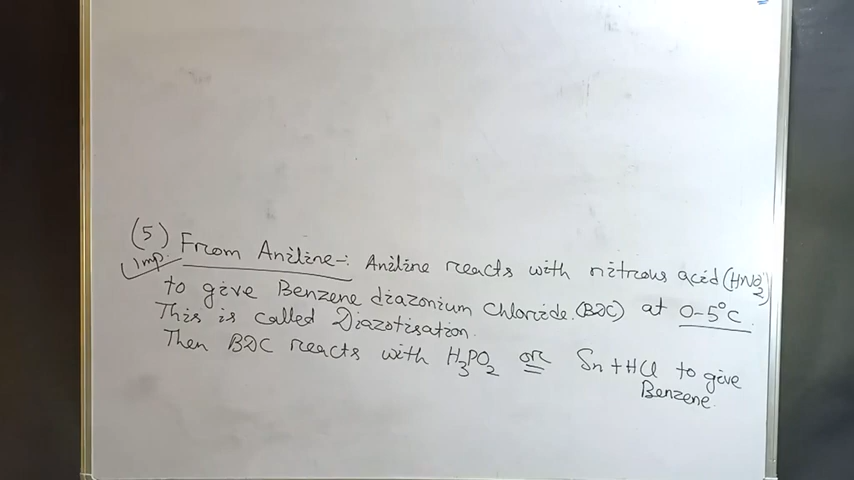 (5) From Aniline-: Aniline reacts with nitrous acid (HNO2)
Imp.
to give Benzene diazonium Chloride.(BDC) at 0-5°C.
This is called Diazotisation.
Then BDC reacts with H3PO2 or Sn+HCl to give
Benzene.